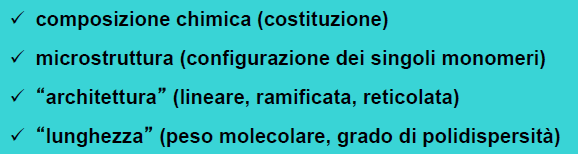 ✓ composizione chimica (costituzione)
✓ microstruttura (configurazione dei singoli monomeri)
✓ “architettura” (lineare, ramificata, reticolata)
✓ “lunghezza” (peso molecolare, grado di polidispersità)